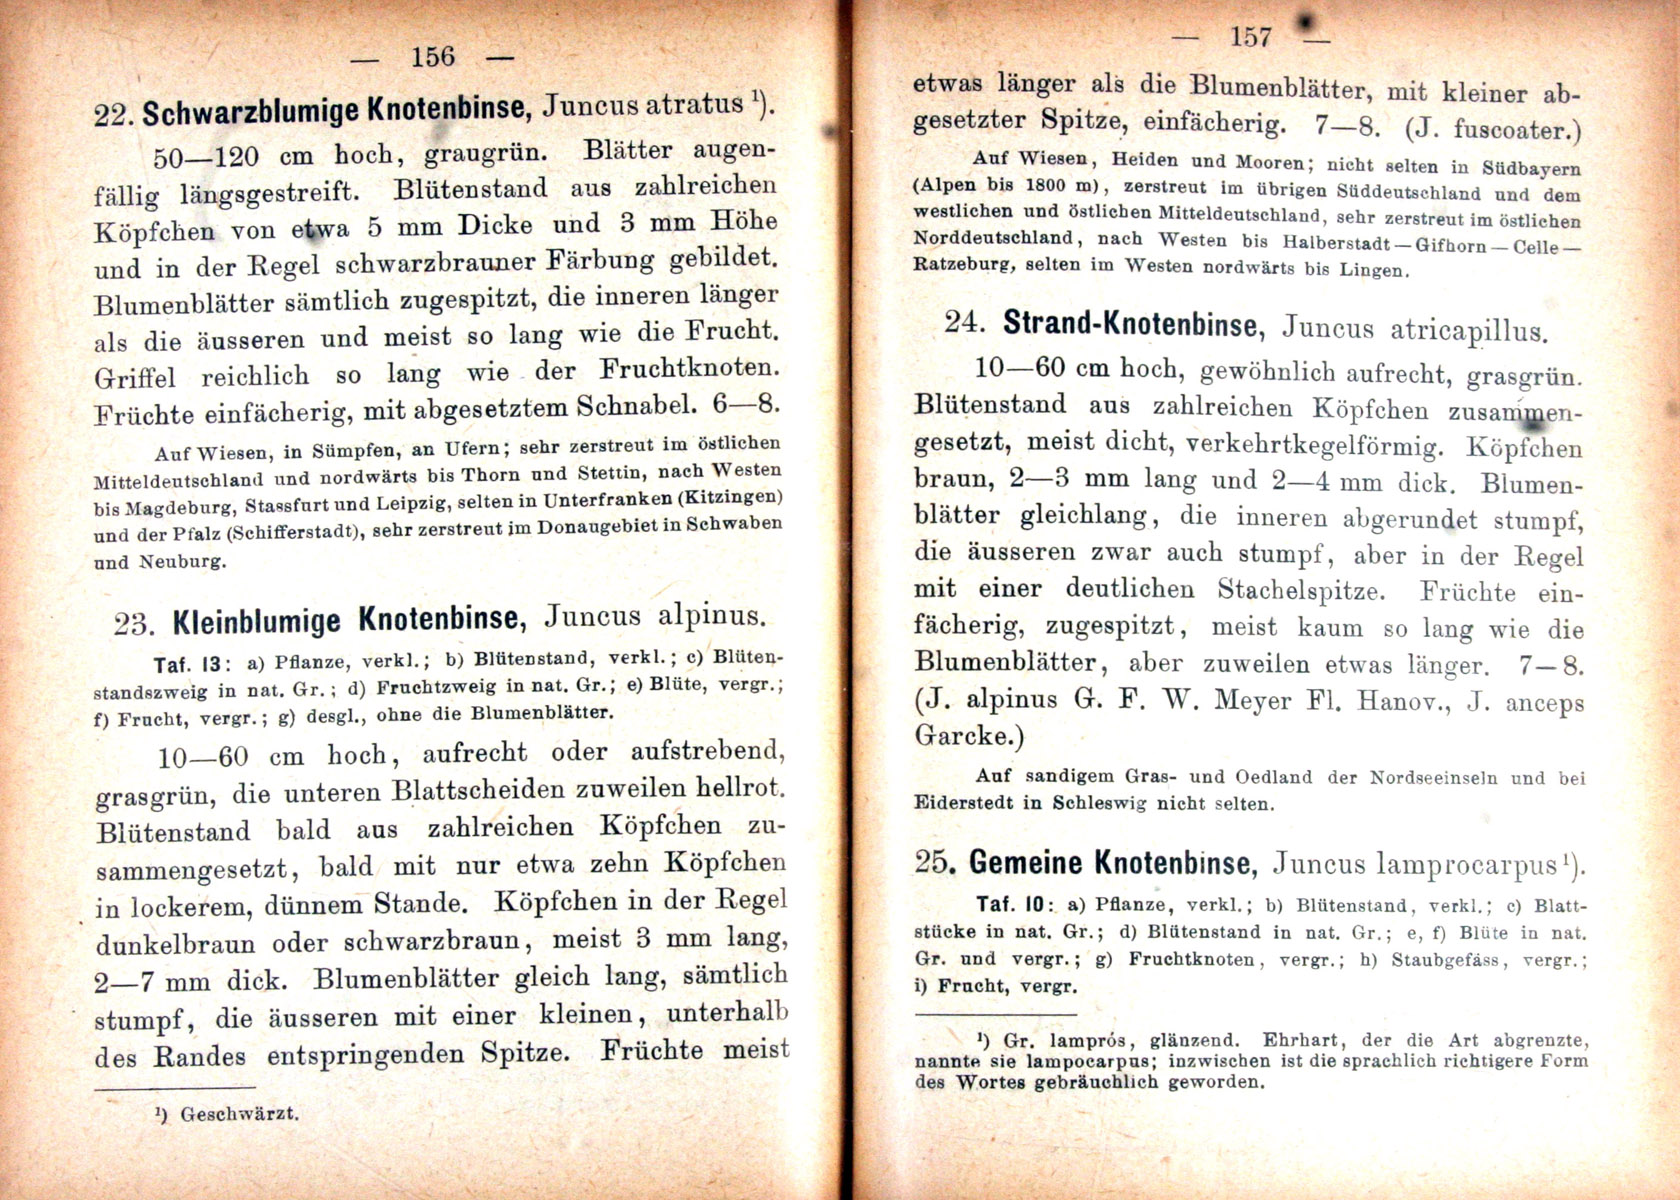 — 156 —
22. Schwarzblumige Knotenbinse, Juncus atratus ¹).
50—120 cm hoch, graugrün. Blätter augen-
fällig längsgestreift. Blütenstand aus zahlreichen
Köpfchen von etwa 5 mm Dicke und 3 mm Höhe
und in der Regel schwarzbrauner Färbung gebildet.
Blumenblätter sämtlich zugespitzt, die inneren länger
als die äusseren und meist so lang wie die Frucht.
Griffel reichlich so lang wie der Fruchtknoten.
Früchte einfächerig, mit abgesetztem Schnabel. 6—8.
Auf Wiesen, in Sümpfen, an Ufern; sehr zerstreut im östlichen
Mitteldeutschland und nordwärts bis Thorn und Stettin, nach Westen
bis Magdeburg, Stassfurt und Leipzig, selten in Unterfranken (Kitzingen)
und der Pfalz (Schifferstadt), sehr zerstreut im Donaugebiet in Schwaben
und Neuburg.
23. Kleinblumige Knotenbinse, Juncus alpinus.
Taf. 13: a) Pflanze, verkl.; b) Blütenstand, verkl.; c) Blüten-
standszweig in nat. Gr.; d) Fruchtzweig in nat. Gr.; e) Blüte, vergr.;
f) Frucht, vergr.; g) desgl., ohne die Blumenblätter.
10—60 cm hoch, aufrecht oder aufstrebend,
grasgrün, die unteren Blattscheiden zuweilen hellrot.
Blütenstand bald aus zahlreichen Köpfchen zu-
sammengesetzt, bald mit nur etwa zehn Köpfchen
in lockerem, dünnem Stande. Köpfchen in der Regel
dunkelbraun oder schwarzbraun, meist 3 mm lang,
2—7 mm dick. Blumenblätter gleich lang, sämtlich
stumpf, die äusseren mit einer kleinen, unterhalb
des Randes entspringenden Spitze. Früchte meist
¹) Geschwärzt.
— 157 —
etwas länger als die Blumenblätter, mit kleiner ab-
gesetzter Spitze, einfächerig. 7—8. (J. fuscoater.)
Auf Wiesen, Heiden und Mooren; nicht selten in Südbayern
(Alpen bis 1800 m), zerstreut im übrigen Süddeutschland und dem
westlichen und östlichen Mitteldeutschland, sehr zerstreut im östlichen
Norddeutschland, nach Westen bis Halberstadt—Gifhorn—Celle—
Ratzeburg, selten im Westen nordwärts bis Lingen.
24. Strand-Knotenbinse, Juncus atricapillus.
10—60 cm hoch, gewöhnlich aufrecht, grasgrün.
Blütenstand aus zahlreichen Köpfchen zusammen-
gesetzt, meist dicht, verkehrtkegelförmig. Köpfchen
braun, 2—3 mm lang und 2—4 mm dick. Blumen-
blätter gleichlang, die inneren abgerundet stumpf,
die äusseren zwar auch stumpf, aber in der Regel
mit einer deutlichen Stachelspitze. Früchte ein-
fächerig, zugespitzt, meist kaum so lang wie die
Blumenblätter, aber zuweilen etwas länger. 7—8.
(J. alpinus G. F. W. Meyer Fl. Hanov., J. anceps
Garcke.)
Auf sandigem Gras- und Oedland der Nordseeinseln und bei
Eiderstedt in Schleswig nicht selten.
25. Gemeine Knotenbinse, Juncus lamprocarpus ¹).
Taf. 10: a) Pflanze, verkl.; b) Blütenstand, verkl.; c) Blatt-
stücke in nat. Gr.; d) Blütenstand in nat. Gr.; e, f) Blüte in nat.
Gr. und vergr.; g) Fruchtknoten, vergr.; h) Staubgefäss, vergr.;
i) Frucht, vergr.
¹) Gr. lamprós, glänzend. Ehrhart, der die Art abgrenzte,
nannte sie lampocarpus; inzwischen ist die sprachlich richtigere Form
des Wortes gebräuchlich geworden.